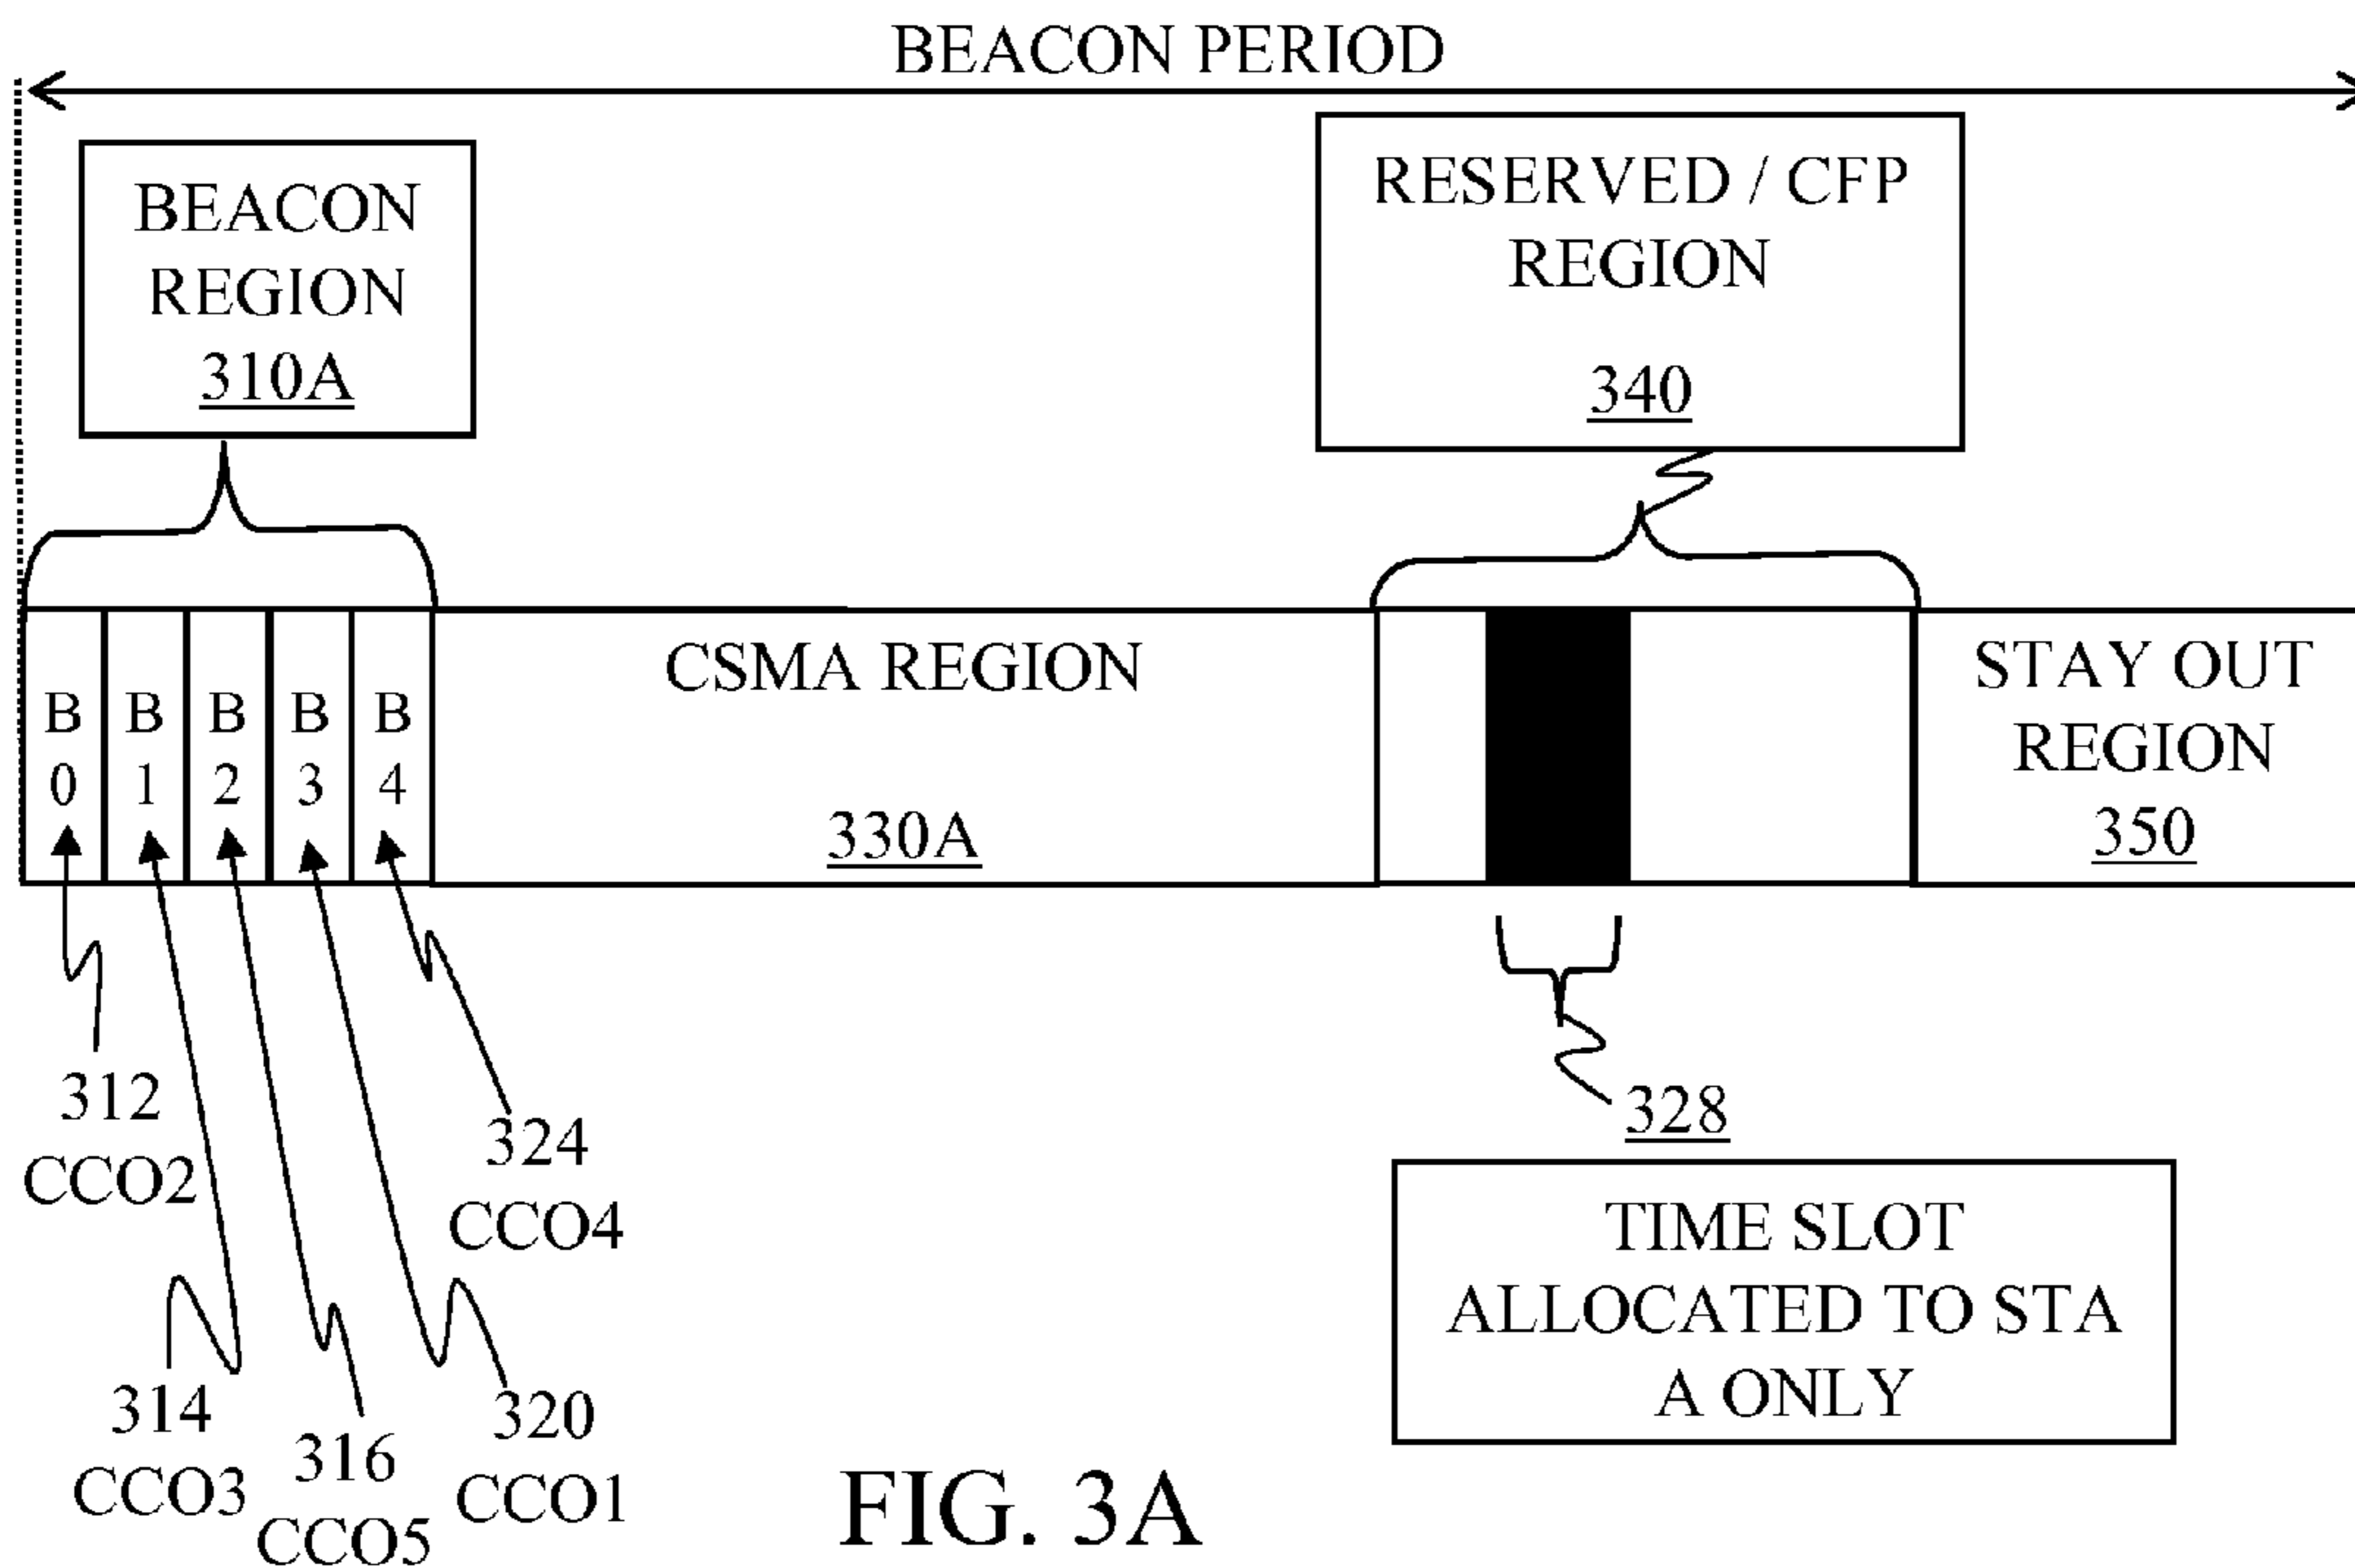 BEACON PERIOD
BEACON
REGION
310A
RESERVED / CFP
REGION
340
B
0
B
1
B
2
B
3
B
4
CSMA REGION
330A
STAY OUT
REGION
350
312
CCO2
314
CCO3
316
CCO5
320
CCO1
324
CCO4
328
TIME SLOT
ALLOCATED TO STA
A ONLY
FIG. 3A